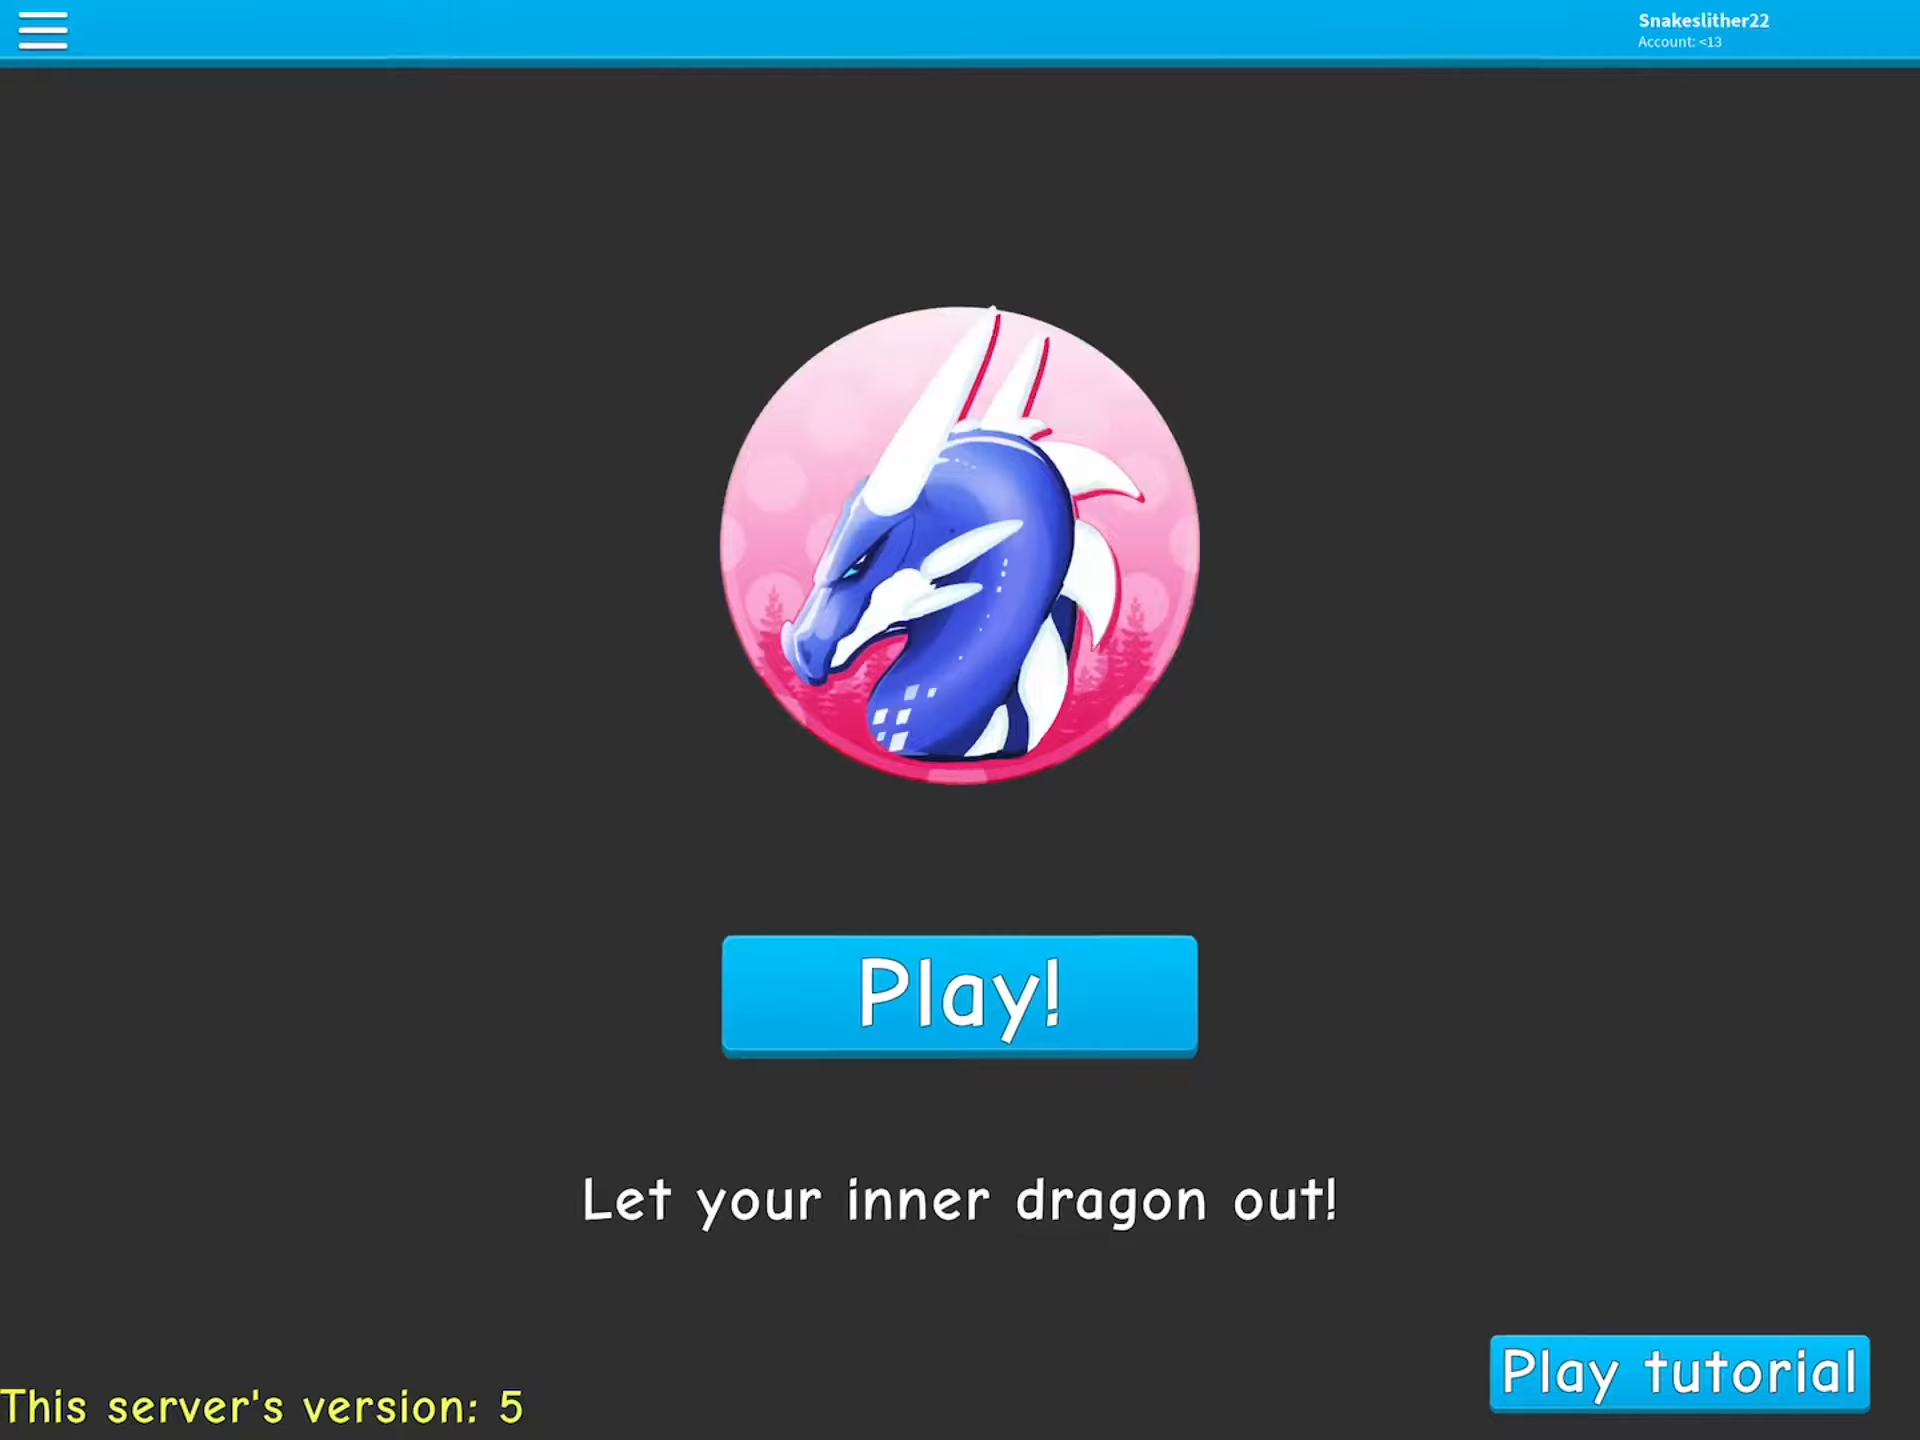 Snakeslither22
Account: <13
Play!
Let your inner dragon out!
Play tutorial
This server's version: 5